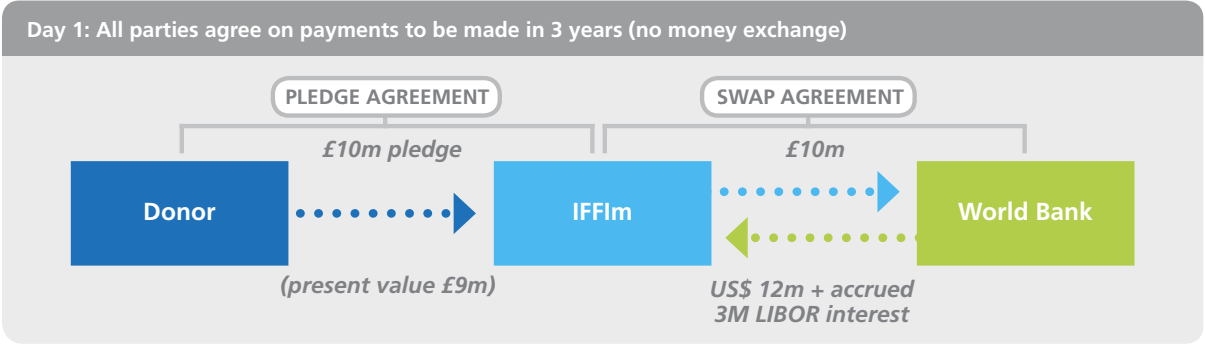 Day 1: All parties agree on payments to be made in 3 years (no money exchange)
PLEDGE AGREEMENT
SWAP AGREEMENT
£10m pledge
£10m
Donor
IFFIm
World Bank
(present value £9m)
US$ 12m + accrued
3M LIBOR interest